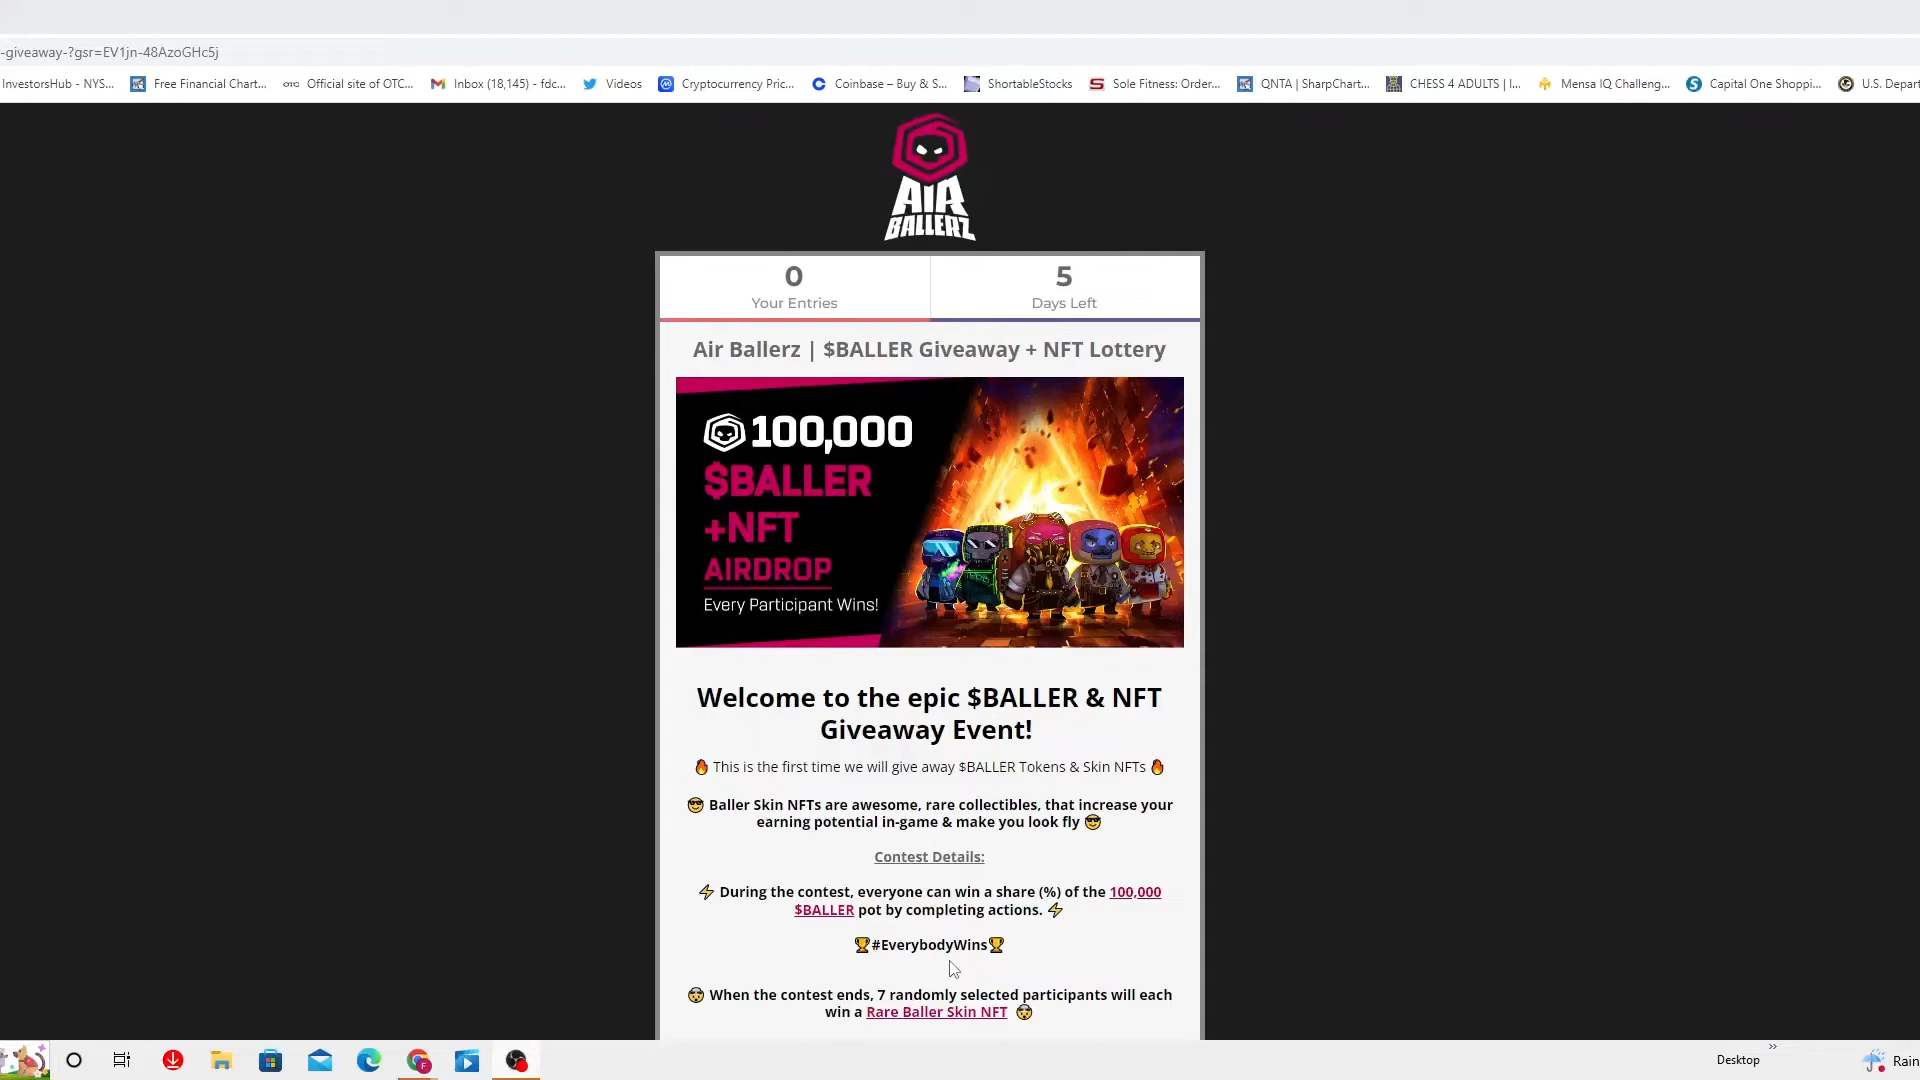 -giveaway-?gsr=EV1jn-48AzoGHc5j
InvestorsHub - NYS... Free Financial Chart... OTC Official site of OTC... Inbox (18,145) - fdc... Videos Cryptocurrency Pric... Coinbase – Buy & S... ShortableStocks Sole Fitness: Order... QNTA | SharpChart... CHESS 4 ADULTS | I... Mensa IQ Challeng... Capital One Shoppi... U.S. Depart
AIR
BALLERZ
0
Your Entries
5
Days Left
Air Ballerz | $BALLER Giveaway + NFT Lottery
100,000
$BALLER
+NFT
AIRDROP
Every Participant Wins!
Welcome to the epic $BALLER & NFT
Giveaway Event!
🔥 This is the first time we will give away $BALLER Tokens & Skin NFTs 🔥
😎 Baller Skin NFTs are awesome, rare collectibles, that increase your
earning potential in-game & make you look fly 😎
Contest Details:
⚡ During the contest, everyone can win a share (%) of the 100,000
$BALLER pot by completing actions. ⚡
🏆#EverybodyWins🏆
🤯 When the contest ends, 7 randomly selected participants will each
win a Rare Baller Skin NFT 🤯
Desktop
Rain